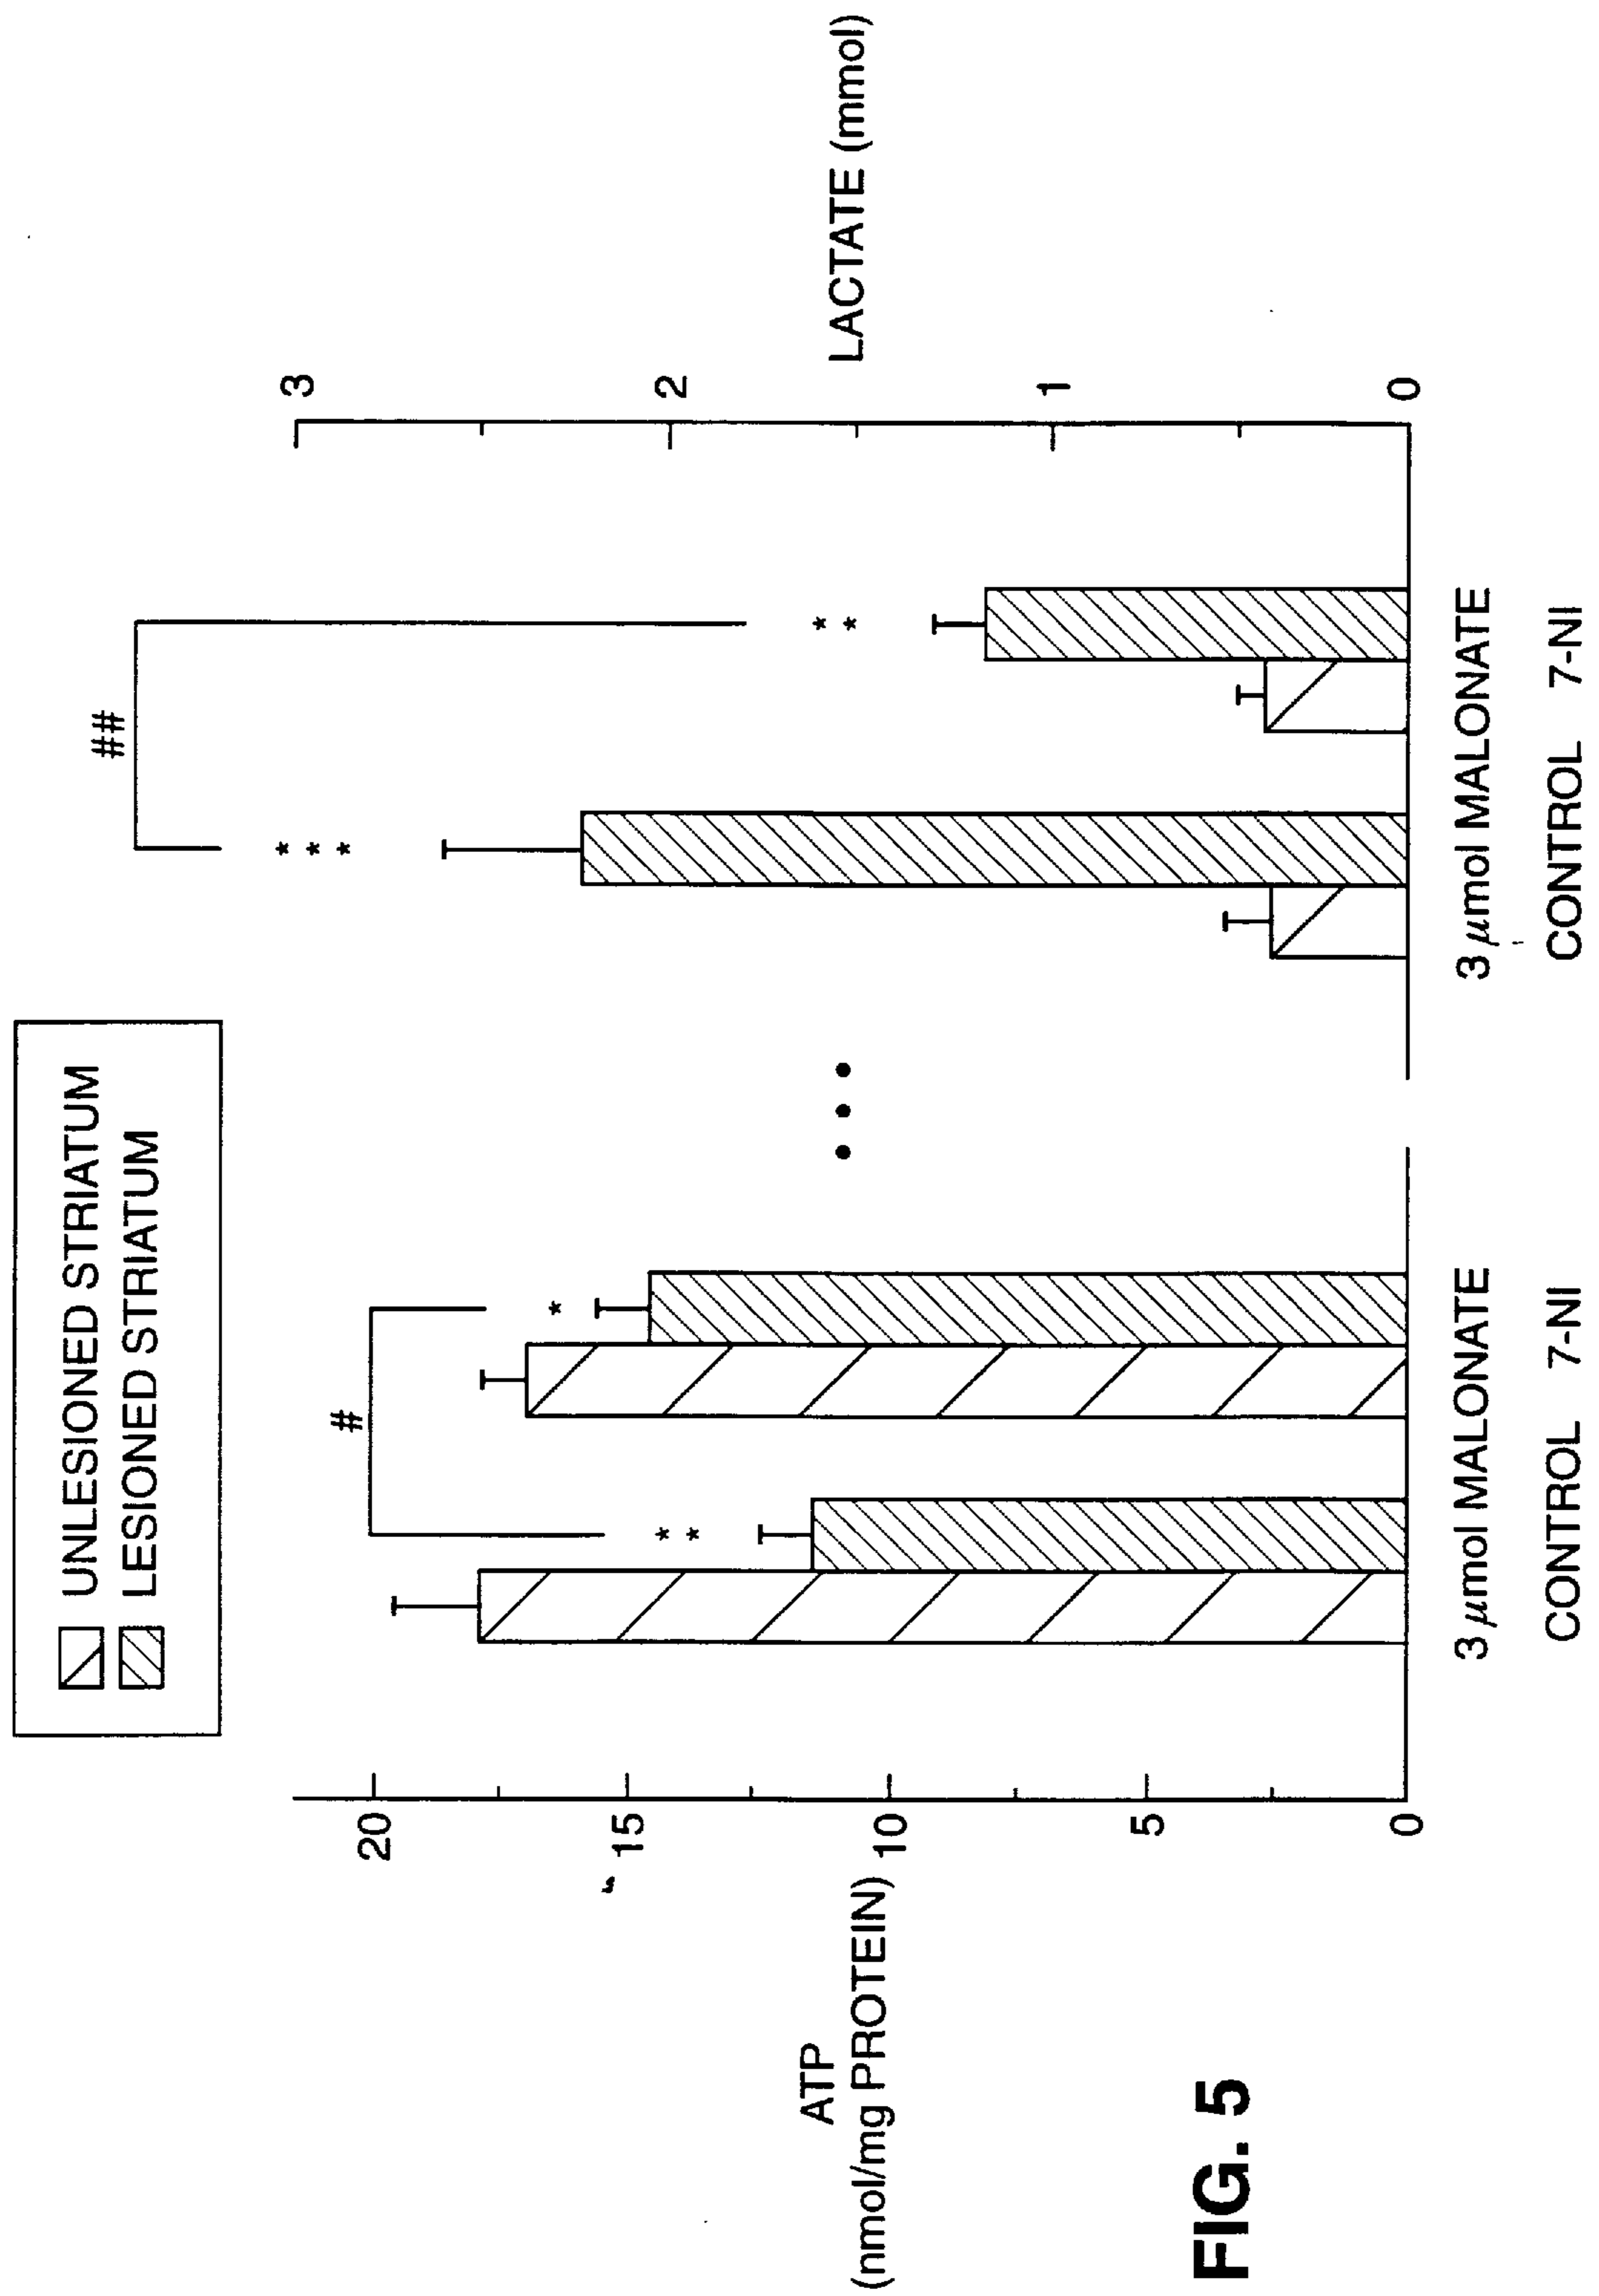 UNLESIONED STRIATUM
LESIONED STRIATUM
ATP
(nmol/mg PROTEIN)
20
15
10
5
0
#
* *
*
• • •
##
* * *
* *
3
2
1
0
LACTATE (mmol)
3 μmol MALONATE
3 μmol MALONATE
CONTROL 7-NI
CONTROL 7-NI
FIG. 5